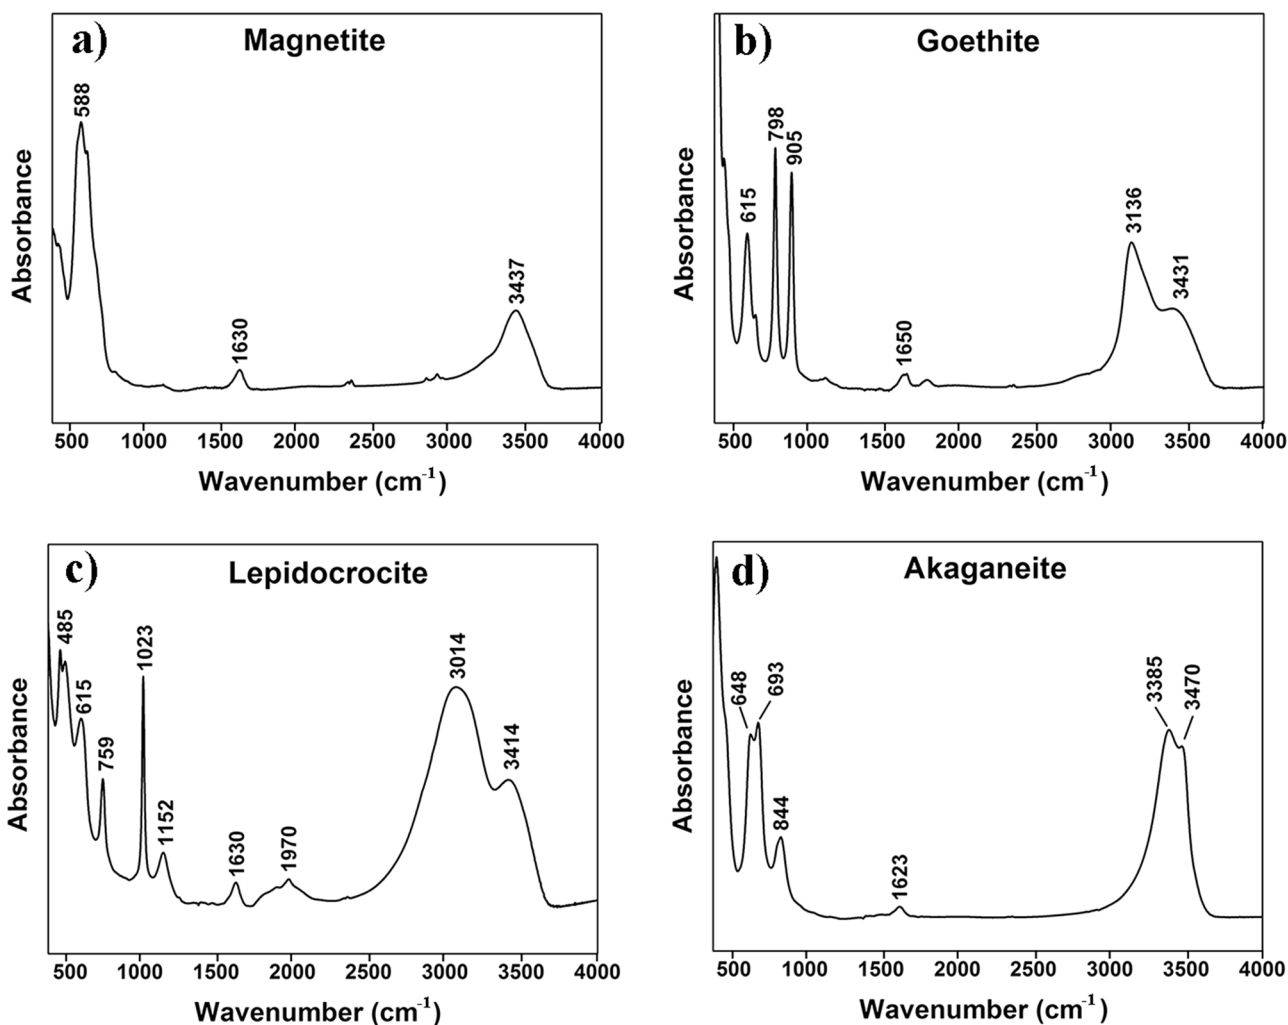 a)
Magnetite
Absorbance
588
1630
3437
500 1000 1500 2000 2500 3000 3500 4000
Wavenumber (cm-1)
b)
Goethite
Absorbance
615
798
905
1650
3136
3431
500 1000 1500 2000 2500 3000 3500 4000
Wavenumber (cm-1)
c)
Lepidocrocite
Absorbance
485
615
759
1023
1152
1630
1970
3014
3414
500 1000 1500 2000 2500 3000 3500 4000
Wavenumber (cm-1)
d)
Akaganeite
Absorbance
648
693
844
1623
3385
3470
500 1000 1500 2000 2500 3000 3500 4000
Wavenumber (cm-1)